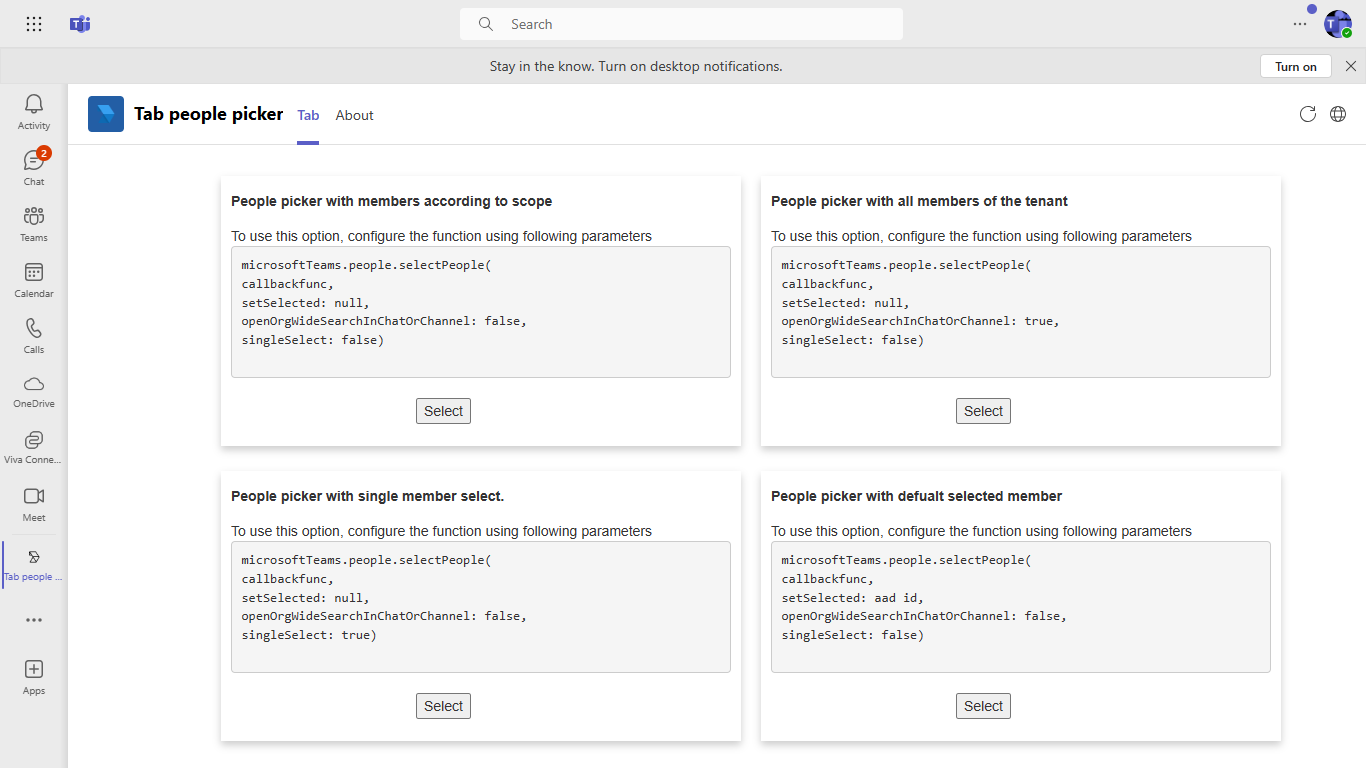 Search
Stay in the know. Turn on desktop notifications.
Turn on
Activity
2
Chat
Teams
Calendar
Calls
OneDrive
Viva Conne...
Meet
Tab people ...
Apps
Tab people picker
Tab
About
People picker with members according to scope
To use this option, configure the function using following parameters
microsoftTeams.people.selectPeople(
callbackfunc,
setSelected: null,
openOrgWideSearchInChatOrChannel: false,
singleSelect: false)
Select
People picker with all members of the tenant
To use this option, configure the function using following parameters
microsoftTeams.people.selectPeople(
callbackfunc,
setSelected: null,
openOrgWideSearchInChatOrChannel: true,
singleSelect: false)
Select
People picker with single member select.
To use this option, configure the function using following parameters
microsoftTeams.people.selectPeople(
callbackfunc,
setSelected: null,
openOrgWideSearchInChatOrChannel: false,
singleSelect: true)
Select
People picker with defualt selected member
To use this option, configure the function using following parameters
microsoftTeams.people.selectPeople(
callbackfunc,
setSelected: aad id,
openOrgWideSearchInChatOrChannel: false,
singleSelect: false)
Select